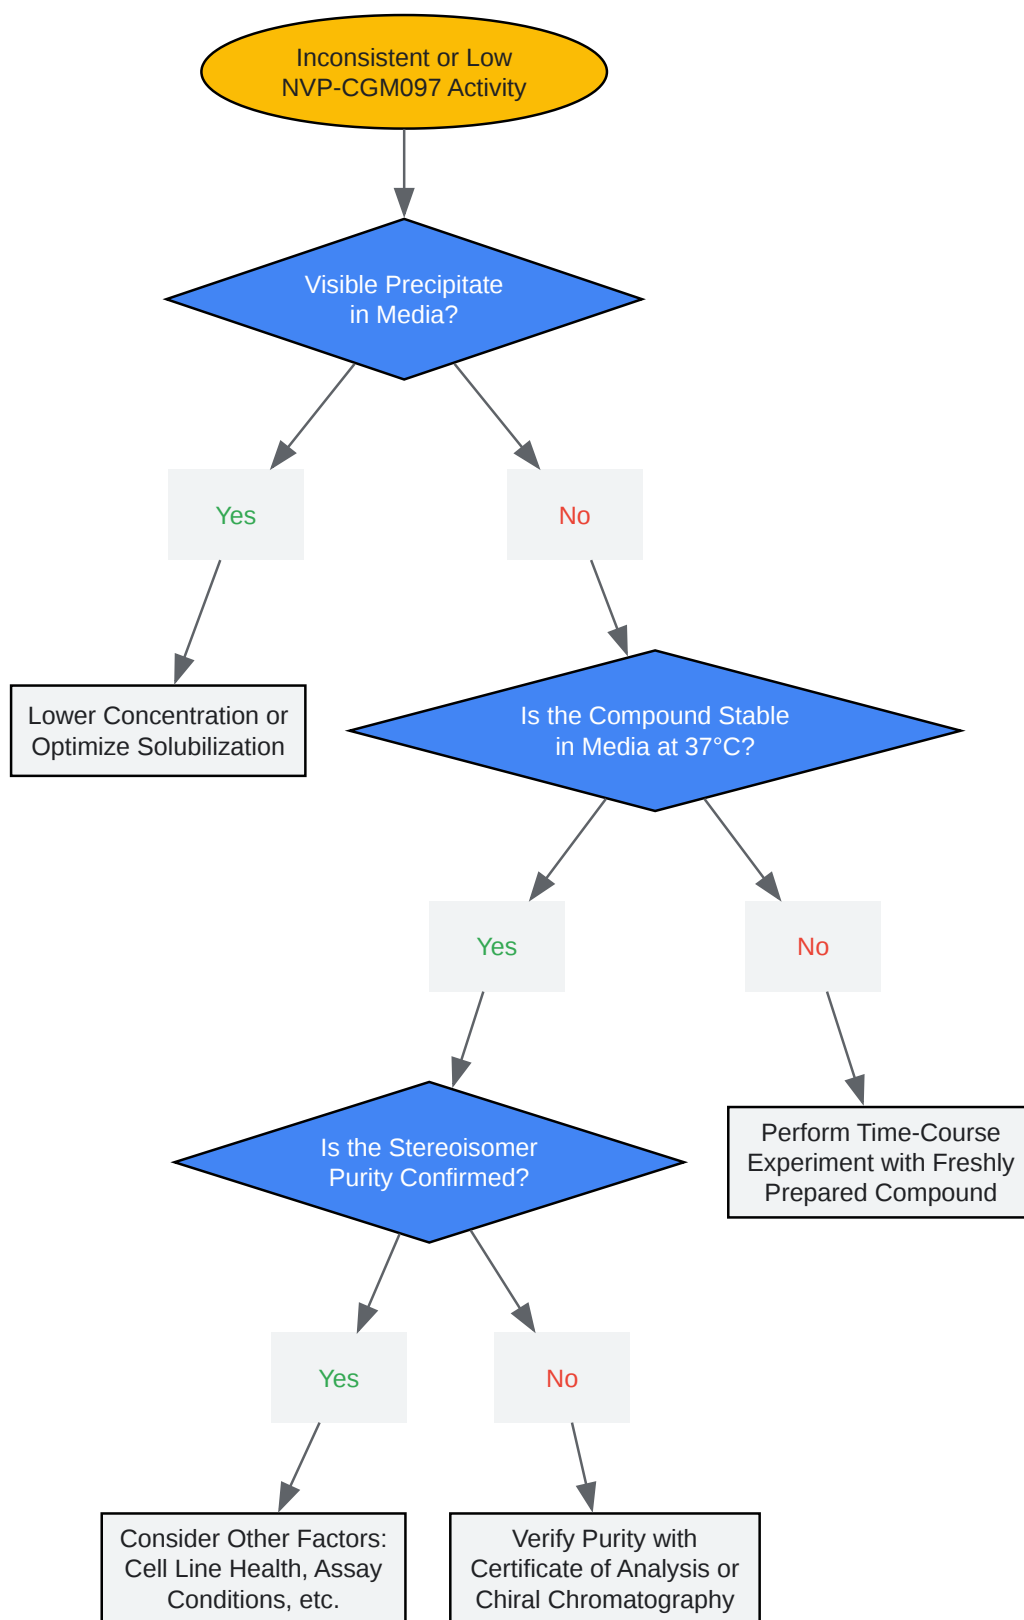 Inconsistent or Low
NVP-CGM097 Activity
Visible Precipitate
in Media?
Yes
No
Lower Concentration or
Optimize Solubilization
Is the Compound Stable
in Media at 37°C?
Yes
No
Is the Stereoisomer
Purity Confirmed?
Perform Time-Course
Experiment with Freshly
Prepared Compound
Yes
No
Consider Other Factors:
Cell Line Health, Assay
Conditions, etc.
Verify Purity with
Certificate of Analysis or
Chiral Chromatography